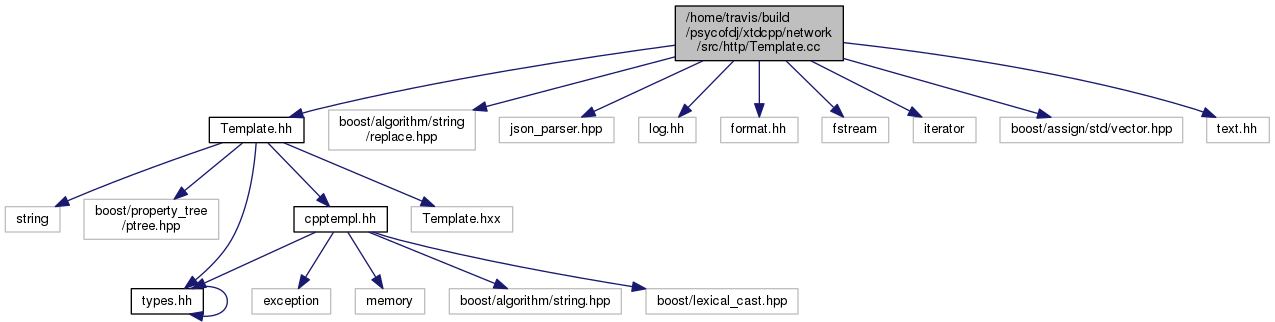 /home/travis/build
/psycofdj/xtdcpp/network
/src/http/Template.cc
Template.hh
boost/algorithm/string
/replace.hpp
json_parser.hpp
log.hh
format.hh
fstream
iterator
boost/assign/std/vector.hpp
text.hh
string
boost/property_tree
/ptree.hpp
cpptempl.hh
Template.hxx
types.hh
exception
memory
boost/algorithm/string.hpp
boost/lexical_cast.hpp